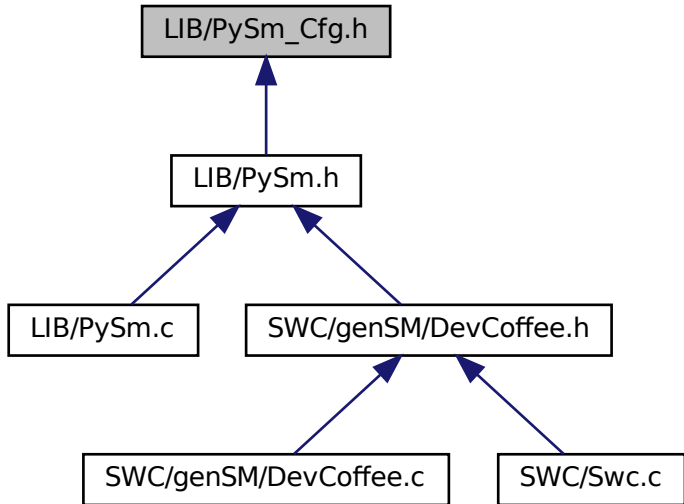 LIB/PySm_Cfg.h
LIB/PySm.h
LIB/PySm.c
SWC/genSM/DevCoffee.h
SWC/genSM/DevCoffee.c
SWC/Swc.c